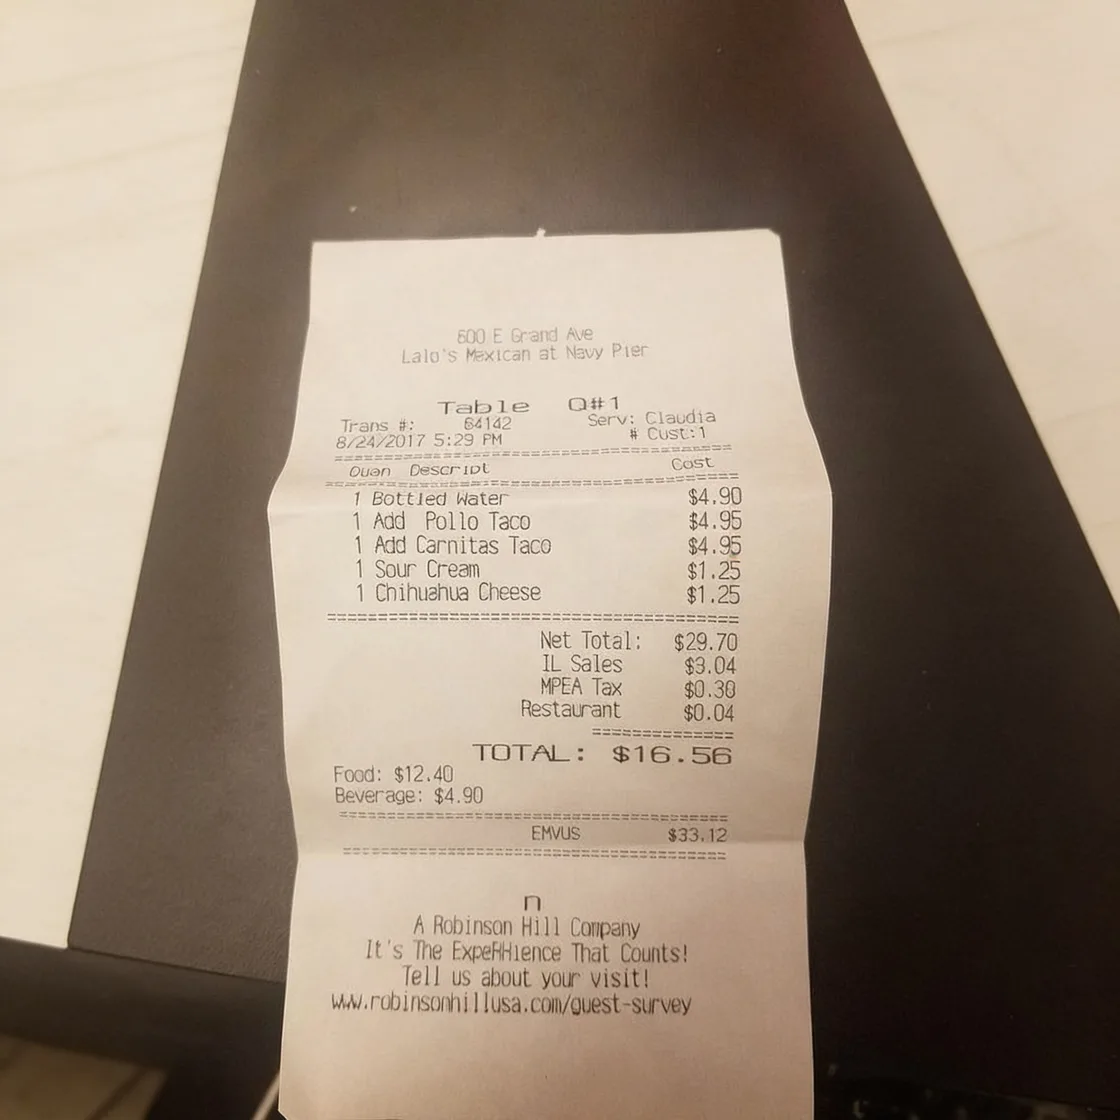 600 E Grand Ave
Lalo's Mexican at Navy Pier
Table Q#1
Trans #: 64142 Serv: Claudia
8/24/2017 5:29 PM # Cust:1
Quan Descript Cost
1 Bottled Water $4.90
1 Add Pollo Taco $4.95
1 Add Carnitas Taco $4.95
1 Sour Cream $1.25
1 Chihuahua Cheese $1.25
Net Total: $29.70
IL Sales $3.04
MPEA Tax $0.30
Restaurant $0.04
TOTAL: $16.56
Food: $12.40
Beverage: $4.90
EMVUS $33.12
A Robinson Hill Company
It's The ExpeRHience That Counts!
Tell us about your visit!
www.robinsonhillusa.com/guest-survey